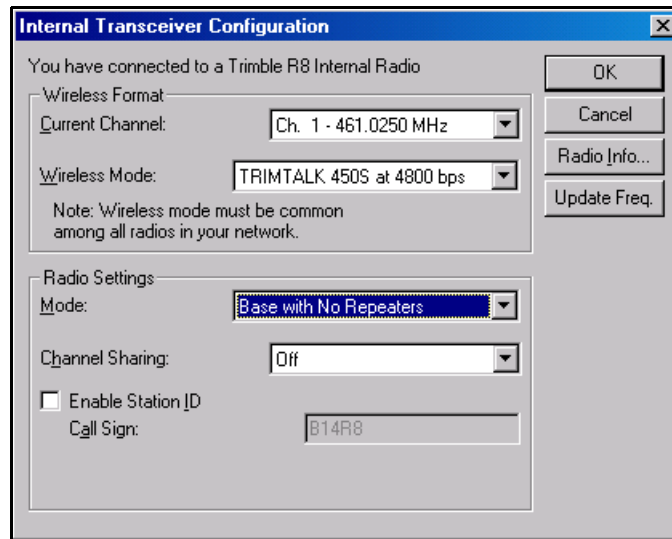 Internal Transceiver Configuration
You have connected to a Trimble R8 Internal Radio
OK
Cancel
Radio Info...
Update Freq.
Wireless Format
Current Channel:
Ch. 1 - 461.0250 MHz
Wireless Mode:
TRIMTALK 450S at 4800 bps
Note: Wireless mode must be common
among all radios in your network.
Radio Settings
Mode:
Base with No Repeaters
Channel Sharing:
Off
Enable Station ID
Call Sign:
B14R8